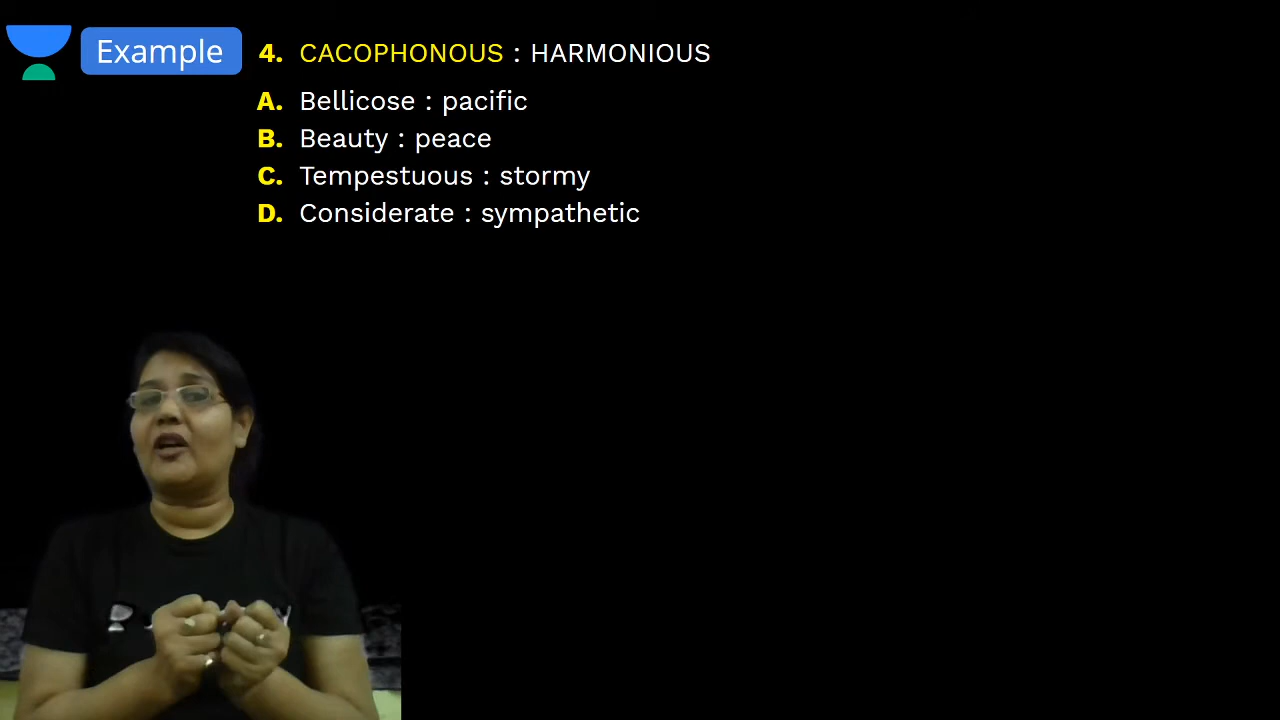 Example 4. CACOPHONOUS : HARMONIOUS
A. Bellicose : pacific
B. Beauty : peace
C. Tempestuous : stormy
D. Considerate : sympathetic